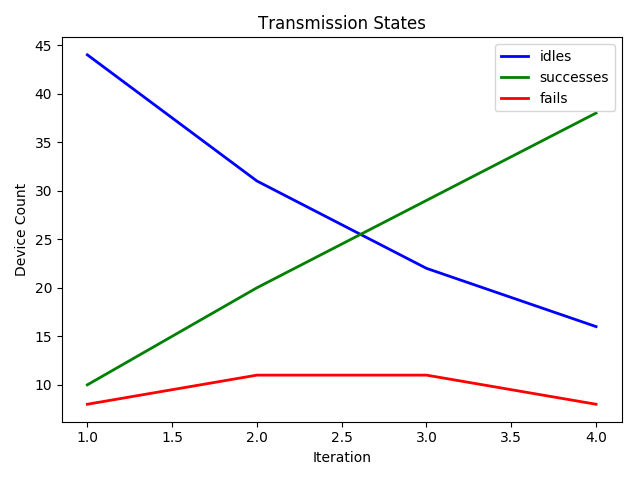 Transmission States
idles
successes
fails
Device Count
45
40
35
30
25
20
15
10
1.0 1.5 2.0 2.5 3.0 3.5 4.0
Iteration